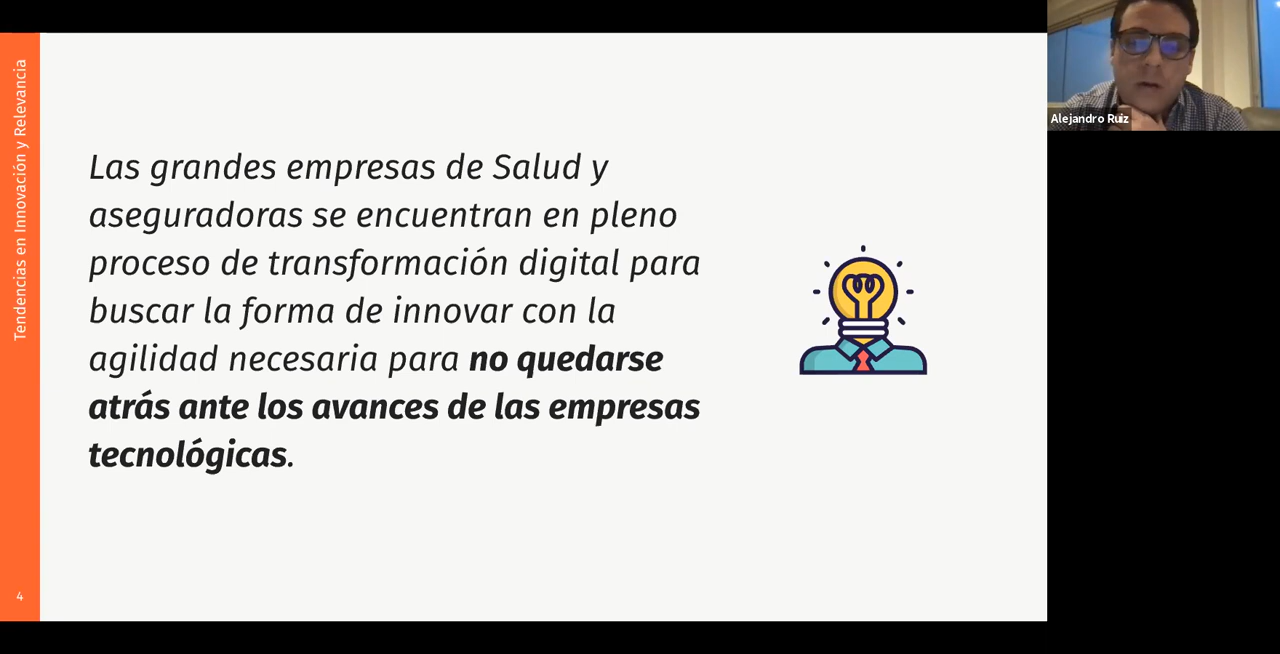 Tendencias en Innovación y Relevancia
Las grandes empresas de Salud y
aseguradoras se encuentran en pleno
proceso de transformación digital para
buscar la forma de innovar con la
agilidad necesaria para no quedarse
atrás ante los avances de las empresas
tecnológicas.
4
Alejandro Ruiz